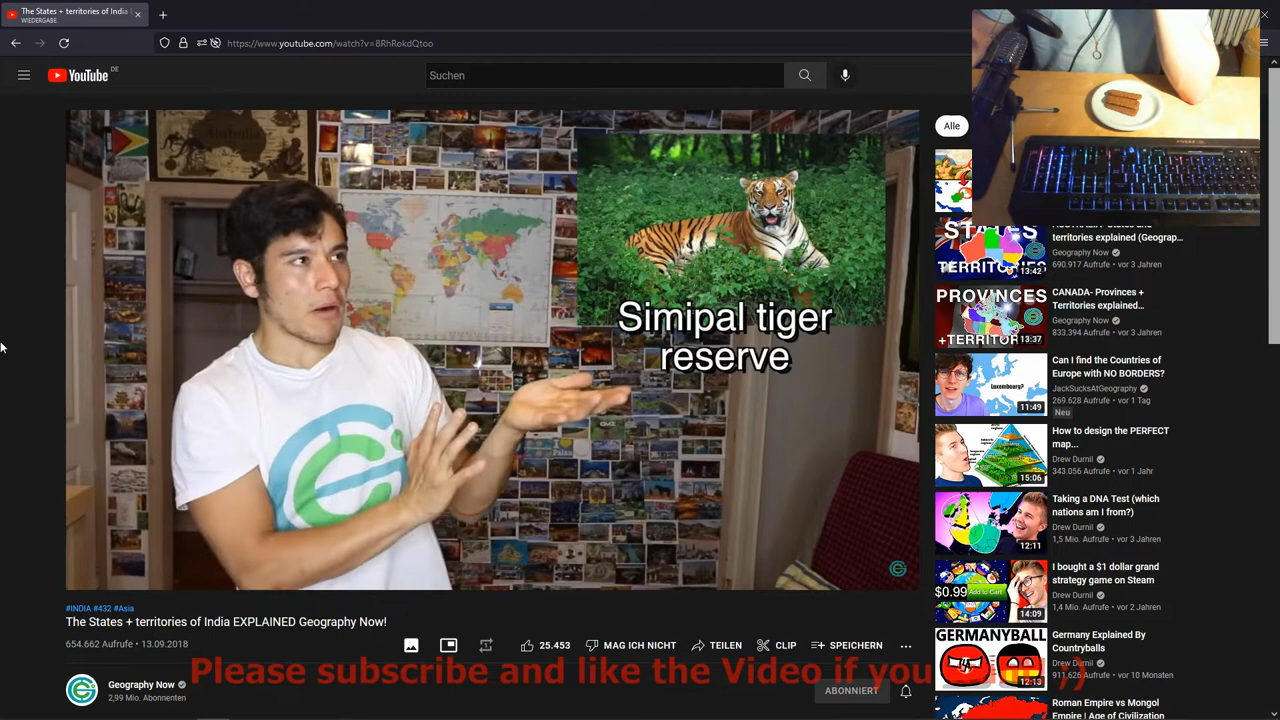 The States + territories of India
WIEDERGABE
https://www.youtube.com/watch?v=8RhRokdQtoo
YouTube DE
Suchen
Alle
Simipal tiger
reserve
#INDIA #432 #Asia
The States + territories of India EXPLAINED Geography Now!
654.662 Aufrufe • 13.09.2018
25.453 MAG ICH NICHT TEILEN CLIP SPEICHERN
Please subscribe and like the Video if you
Geography Now
2,99 Mio. Abonnenten
ABONNIERT
STATES
TERRITORIES
13:42
territories explained (Geograp...
Geography Now
690.917 Aufrufe • vor 3 Jahren
PROVINCES
+TERRITORI
13:37
CANADA- Provinces +
Territories explained...
Geography Now
833.394 Aufrufe • vor 3 Jahren
Luxembourg?
11:49
Can I find the Countries of
Europe with NO BORDERS?
JackSucksAtGeography
269.628 Aufrufe • vor 1 Tag
Neu
15:06
How to design the PERFECT
map...
Drew Durnil
343.056 Aufrufe • vor 1 Jahr
12:11
Taking a DNA Test (which
nations am I from?)
Drew Durnil
1,5 Mio. Aufrufe • vor 3 Jahren
$0.99 Add to Cart
14:09
I bought a $1 dollar grand
strategy game on Steam
Drew Durnil
1,4 Mio. Aufrufe • vor 2 Jahren
GERMANYBALL
12:13
Germany Explained By
Countryballs
Drew Durnil
911.626 Aufrufe • vor 10 Monaten
Roman Empire vs Mongol
Empire | Age of Civilization